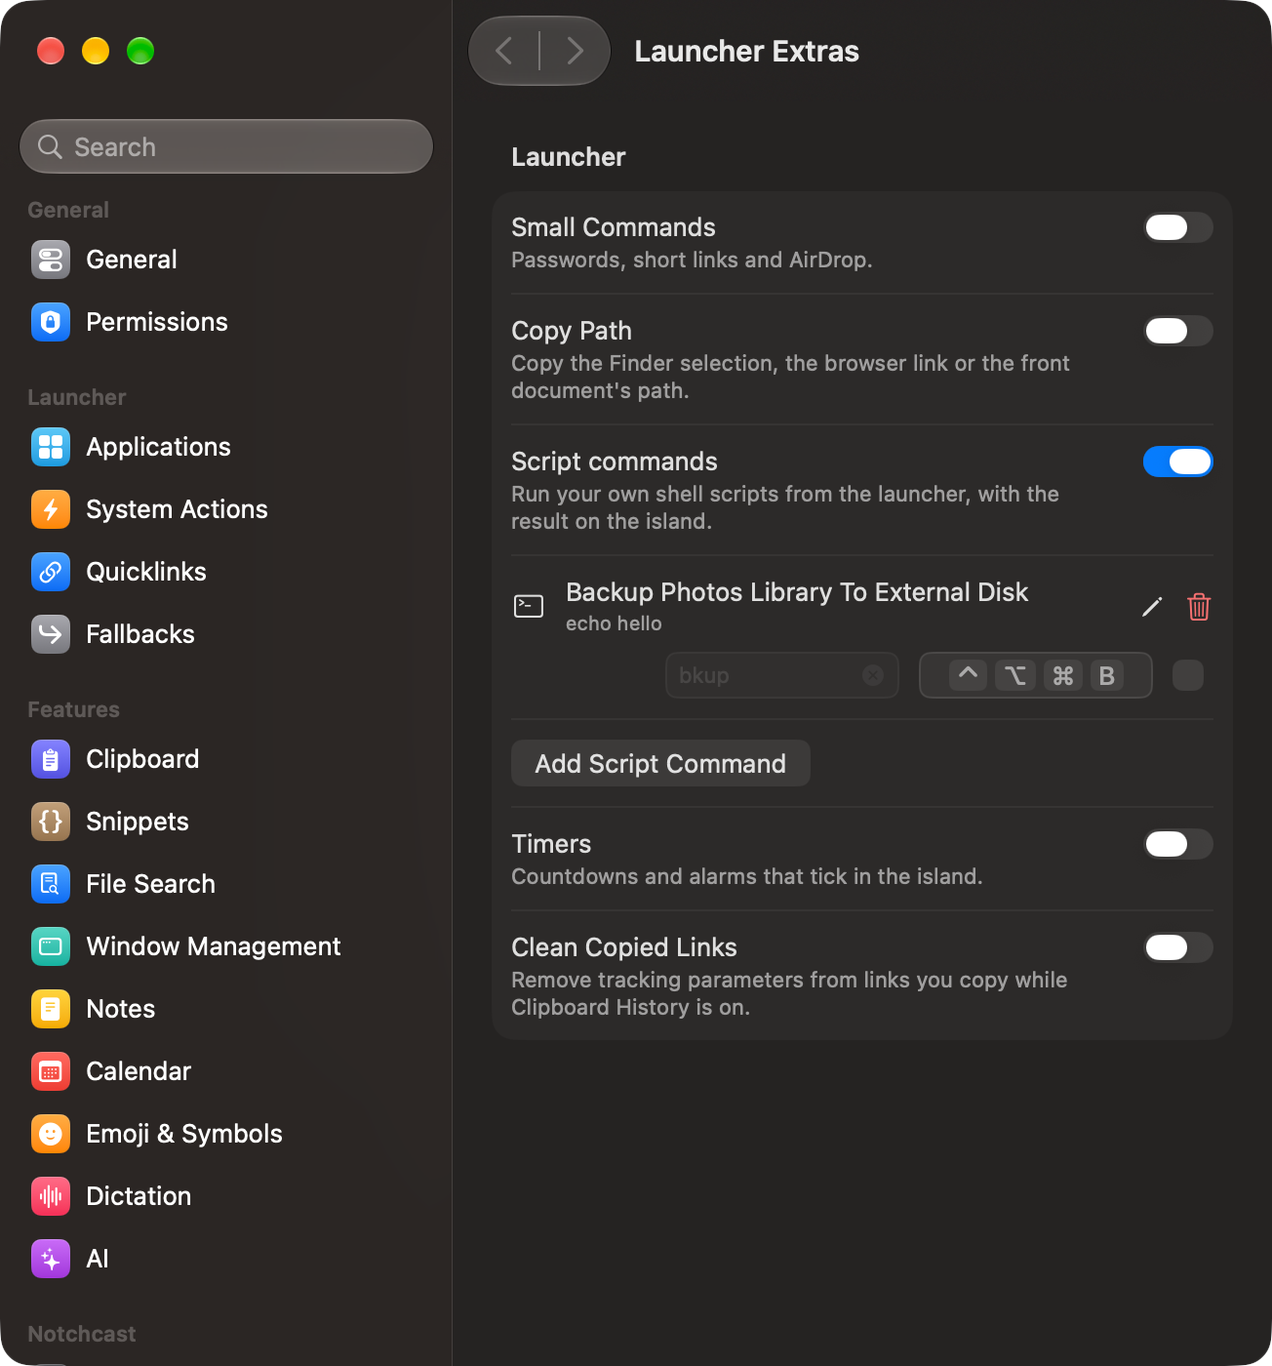 Launcher Extras
Search
General
General
Permissions
Launcher
Applications
System Actions
Quicklinks
Fallbacks
Features
Clipboard
Snippets
File Search
Window Management
Notes
Calendar
Emoji & Symbols
Dictation
AI
Notchcast
Launcher
Small Commands
Passwords, short links and AirDrop.
Copy Path
Copy the Finder selection, the browser link or the front
document's path.
Script commands
Run your own shell scripts from the launcher, with the
result on the island.
Backup Photos Library To External Disk
echo hello
bkup
⌃ ⌥ ⌘ B
Add Script Command
Timers
Countdowns and alarms that tick in the island.
Clean Copied Links
Remove tracking parameters from links you copy while
Clipboard History is on.